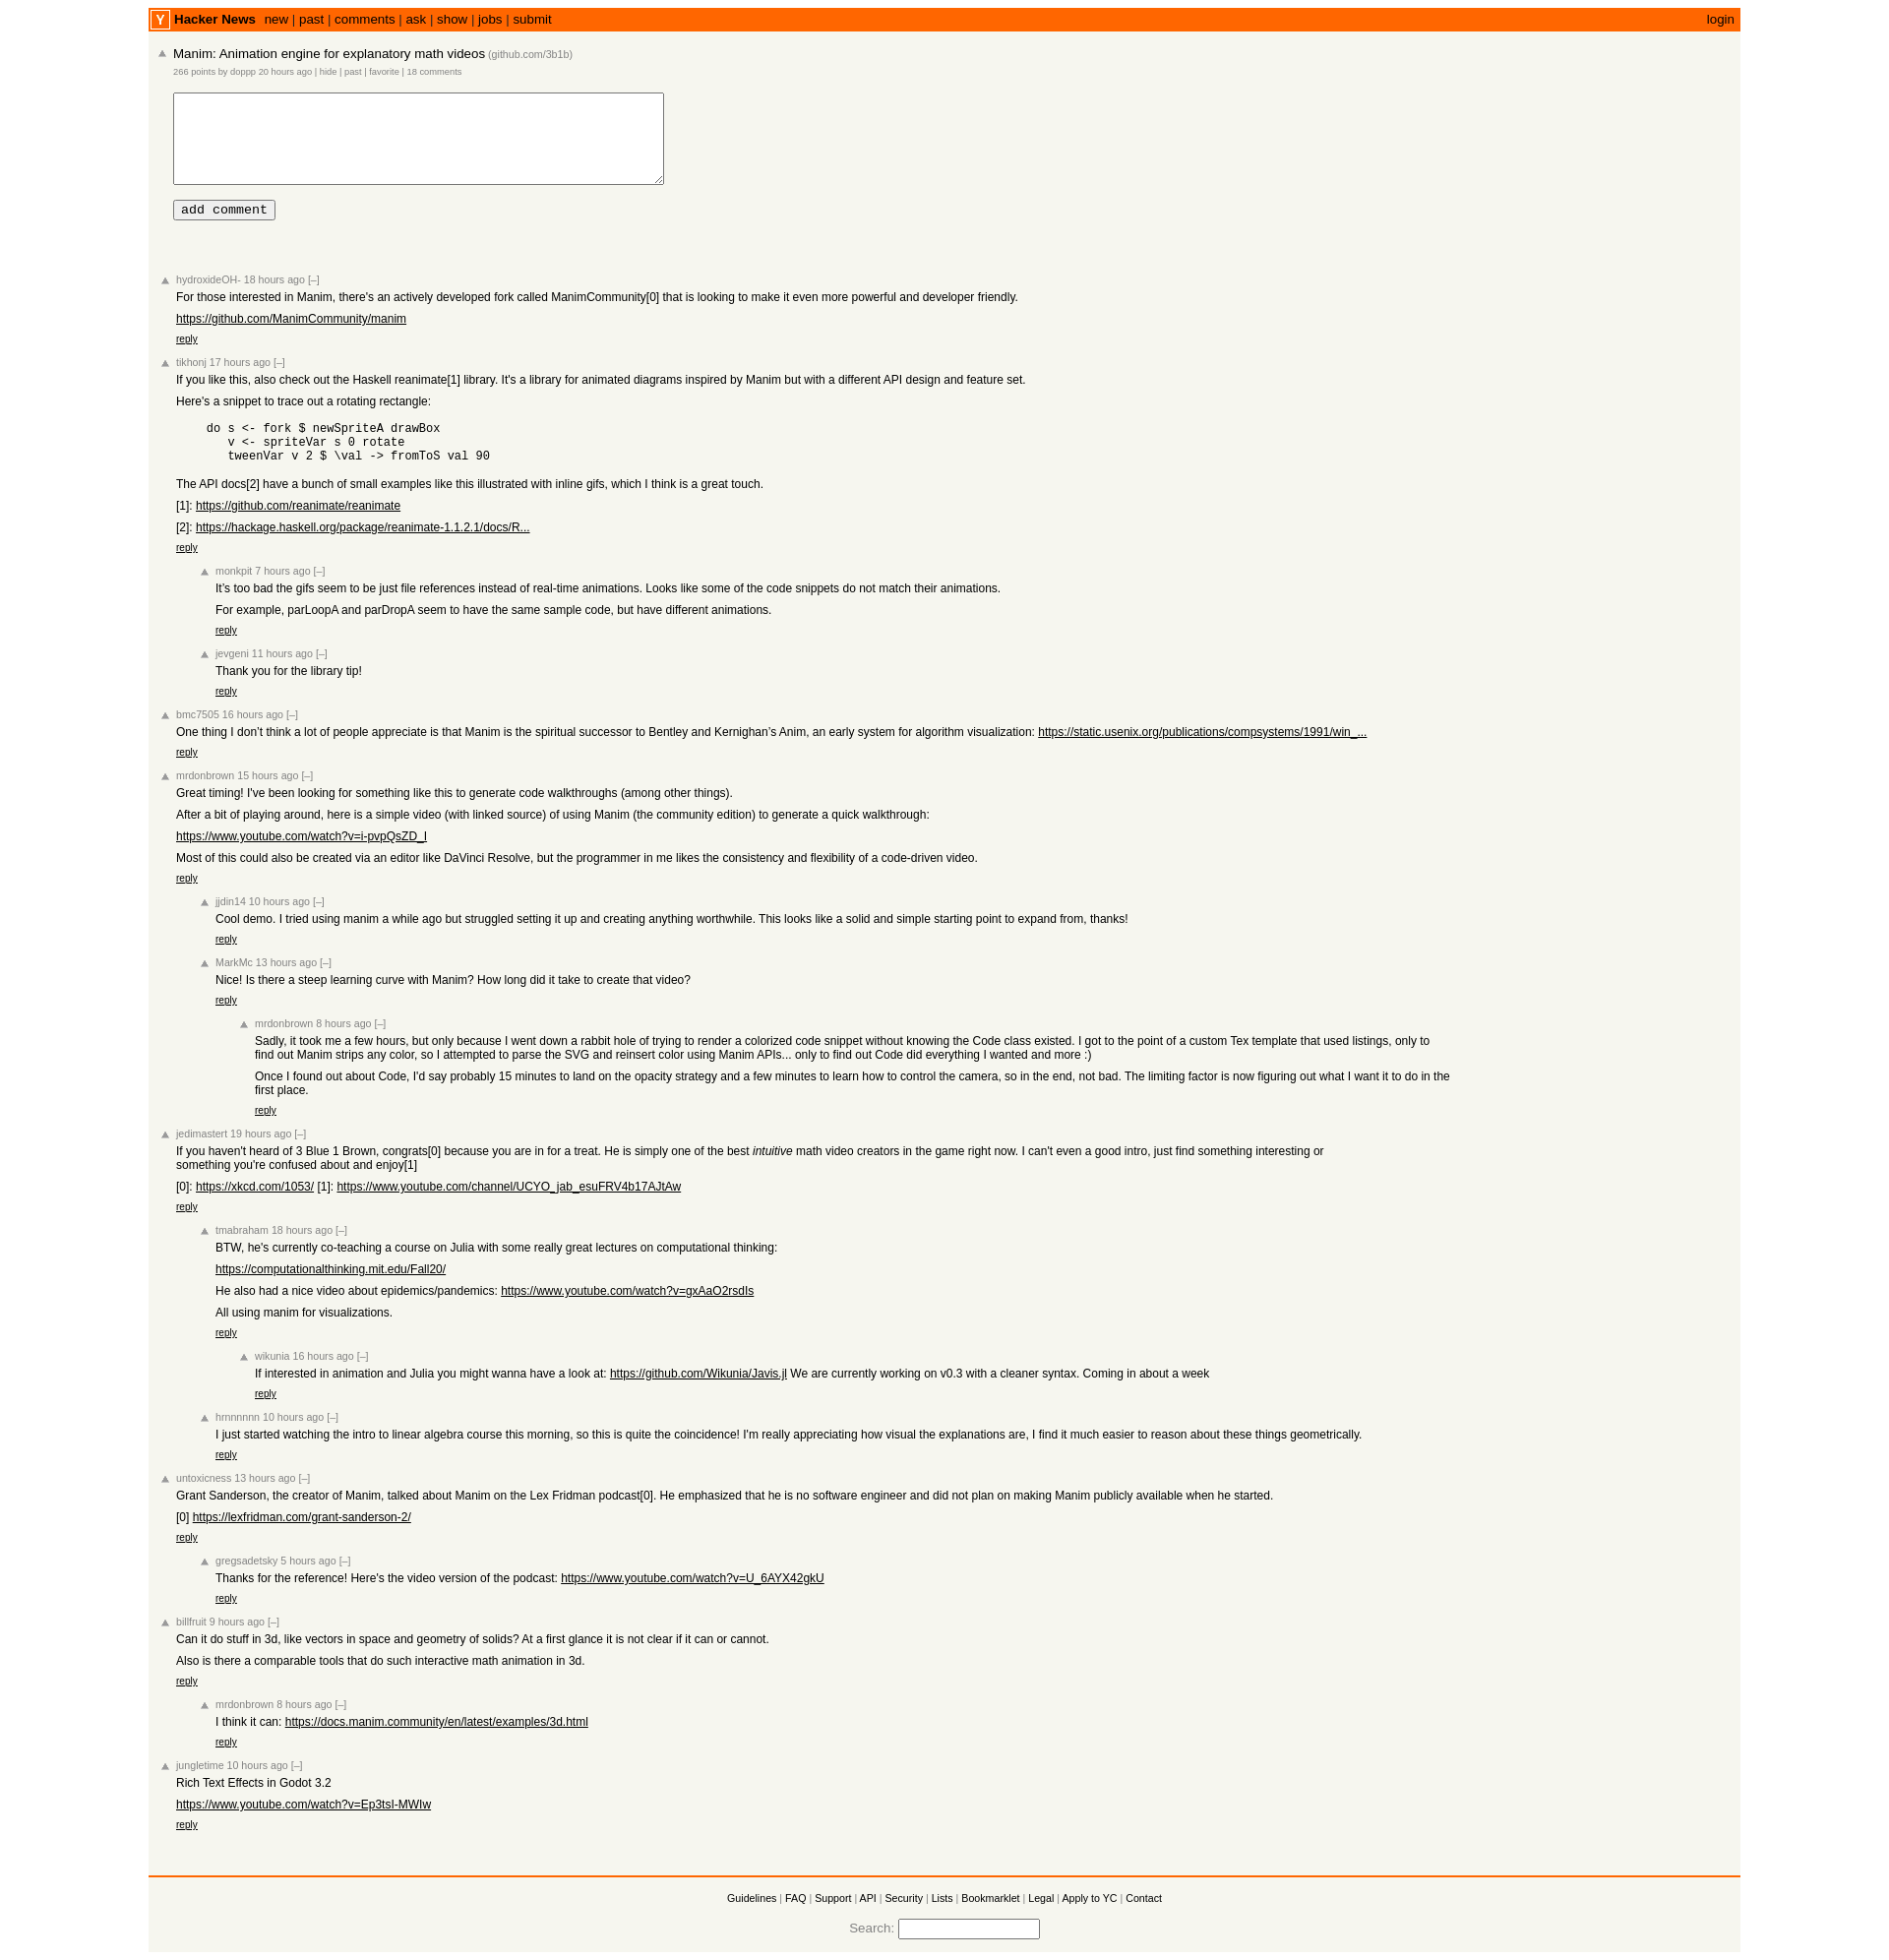 Y Hacker News new | past | comments | ask | show | jobs | submit login
Manim: Animation engine for explanatory math videos (github.com/3b1b)
266 points by doppp 20 hours ago | hide | past | favorite | 18 comments
add comment
hydroxideOH- 18 hours ago [–]
For those interested in Manim, there's an actively developed fork called ManimCommunity[0] that is looking to make it even more powerful and developer friendly.
https://github.com/ManimCommunity/manim
reply
tikhonj 17 hours ago [–]
If you like this, also check out the Haskell reanimate[1] library. It's a library for animated diagrams inspired by Manim but with a different API design and feature set.
Here's a snippet to trace out a rotating rectangle:
do s <- fork $ newSpriteA drawBox
v <- spriteVar s 0 rotate
tweenVar v 2 $ \val -> fromToS val 90
The API docs[2] have a bunch of small examples like this illustrated with inline gifs, which I think is a great touch.
[1]: https://github.com/reanimate/reanimate
[2]: https://hackage.haskell.org/package/reanimate-1.1.2.1/docs/R...
reply
monkpit 7 hours ago [–]
It’s too bad the gifs seem to be just file references instead of real-time animations. Looks like some of the code snippets do not match their animations.
For example, parLoopA and parDropA seem to have the same sample code, but have different animations.
reply
jevgeni 11 hours ago [–]
Thank you for the library tip!
reply
bmc7505 16 hours ago [–]
One thing I don’t think a lot of people appreciate is that Manim is the spiritual successor to Bentley and Kernighan’s Anim, an early system for algorithm visualization: https://static.usenix.org/publications/compsystems/1991/win_...
reply
mrdonbrown 15 hours ago [–]
Great timing! I've been looking for something like this to generate code walkthroughs (among other things).
After a bit of playing around, here is a simple video (with linked source) of using Manim (the community edition) to generate a quick walkthrough:
https://www.youtube.com/watch?v=i-pvpQsZD_I
Most of this could also be created via an editor like DaVinci Resolve, but the programmer in me likes the consistency and flexibility of a code-driven video.
reply
jjdin14 10 hours ago [–]
Cool demo. I tried using manim a while ago but struggled setting it up and creating anything worthwhile. This looks like a solid and simple starting point to expand from, thanks!
reply
MarkMc 13 hours ago [–]
Nice! Is there a steep learning curve with Manim? How long did it take to create that video?
reply
mrdonbrown 8 hours ago [–]
Sadly, it took me a few hours, but only because I went down a rabbit hole of trying to render a colorized code snippet without knowing the Code class existed. I got to the point of a custom Tex template that used listings, only to
find out Manim strips any color, so I attempted to parse the SVG and reinsert color using Manim APIs... only to find out Code did everything I wanted and more :)
Once I found out about Code, I'd say probably 15 minutes to land on the opacity strategy and a few minutes to learn how to control the camera, so in the end, not bad. The limiting factor is now figuring out what I want it to do in the
first place.
reply
jedimastert 19 hours ago [–]
If you haven't heard of 3 Blue 1 Brown, congrats[0] because you are in for a treat. He is simply one of the best intuitive math video creators in the game right now. I can't even a good intro, just find something interesting or
something you're confused about and enjoy[1]
[0]: https://xkcd.com/1053/ [1]: https://www.youtube.com/channel/UCYO_jab_esuFRV4b17AJtAw
reply
tmabraham 18 hours ago [–]
BTW, he's currently co-teaching a course on Julia with some really great lectures on computational thinking:
https://computationalthinking.mit.edu/Fall20/
He also had a nice video about epidemics/pandemics: https://www.youtube.com/watch?v=gxAaO2rsdIs
All using manim for visualizations.
reply
wikunia 16 hours ago [–]
If interested in animation and Julia you might wanna have a look at: https://github.com/Wikunia/Javis.jl We are currently working on v0.3 with a cleaner syntax. Coming in about a week
reply
hrnnnnnn 10 hours ago [–]
I just started watching the intro to linear algebra course this morning, so this is quite the coincidence! I'm really appreciating how visual the explanations are, I find it much easier to reason about these things geometrically.
reply
untoxicness 13 hours ago [–]
Grant Sanderson, the creator of Manim, talked about Manim on the Lex Fridman podcast[0]. He emphasized that he is no software engineer and did not plan on making Manim publicly available when he started.
[0] https://lexfridman.com/grant-sanderson-2/
reply
gregsadetsky 5 hours ago [–]
Thanks for the reference! Here's the video version of the podcast: https://www.youtube.com/watch?v=U_6AYX42gkU
reply
billfruit 9 hours ago [–]
Can it do stuff in 3d, like vectors in space and geometry of solids? At a first glance it is not clear if it can or cannot.
Also is there a comparable tools that do such interactive math animation in 3d.
reply
mrdonbrown 8 hours ago [–]
I think it can: https://docs.manim.community/en/latest/examples/3d.html
reply
jungletime 10 hours ago [–]
Rich Text Effects in Godot 3.2
https://www.youtube.com/watch?v=Ep3tsI-MWIw
reply
Guidelines | FAQ | Support | API | Security | Lists | Bookmarklet | Legal | Apply to YC | Contact
Search: